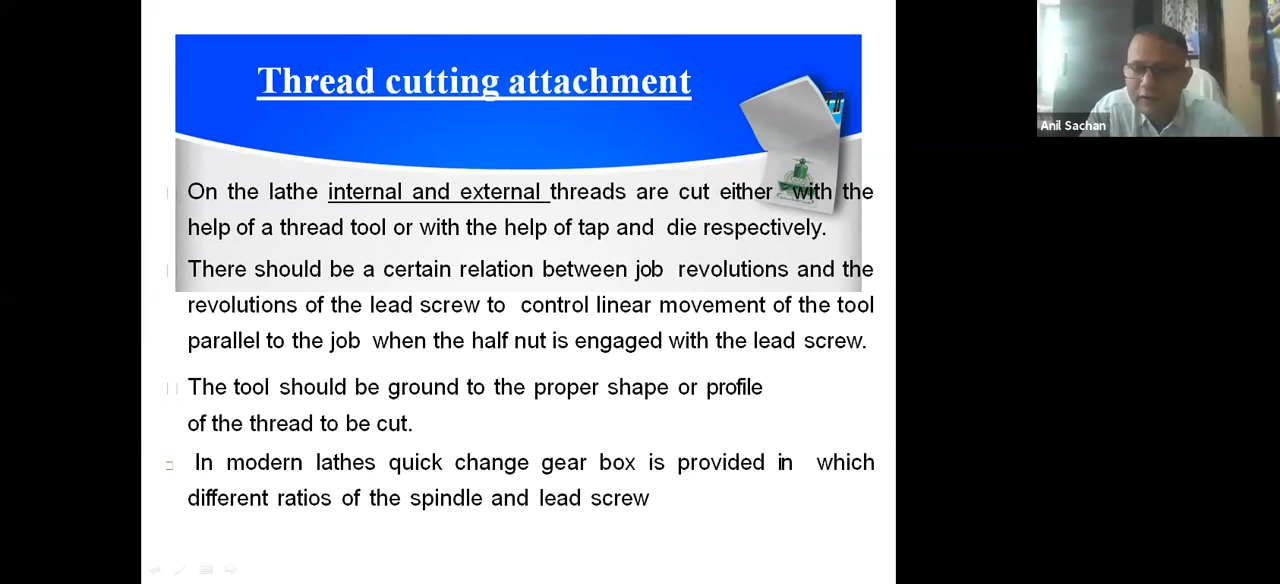 Thread cutting attachment
On the lathe internal and external threads are cut either with the
help of a thread tool or with the help of tap and die respectively.
There should be a certain relation between job revolutions and the
revolutions of the lead screw to control linear movement of the tool
parallel to the job when the half nut is engaged with the lead screw.
The tool should be ground to the proper shape or profile
of the thread to be cut.
In modern lathes quick change gear box is provided in which
different ratios of the spindle and lead screw
Anil Sachan